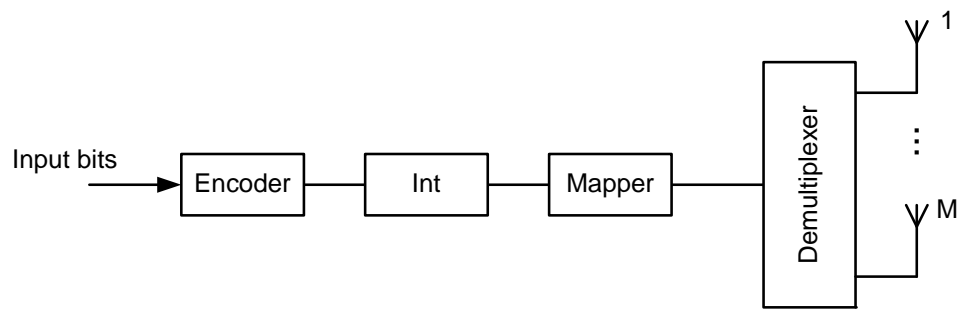 1
Input bits
Encoder
Int
Mapper
Demultiplexer
...
M